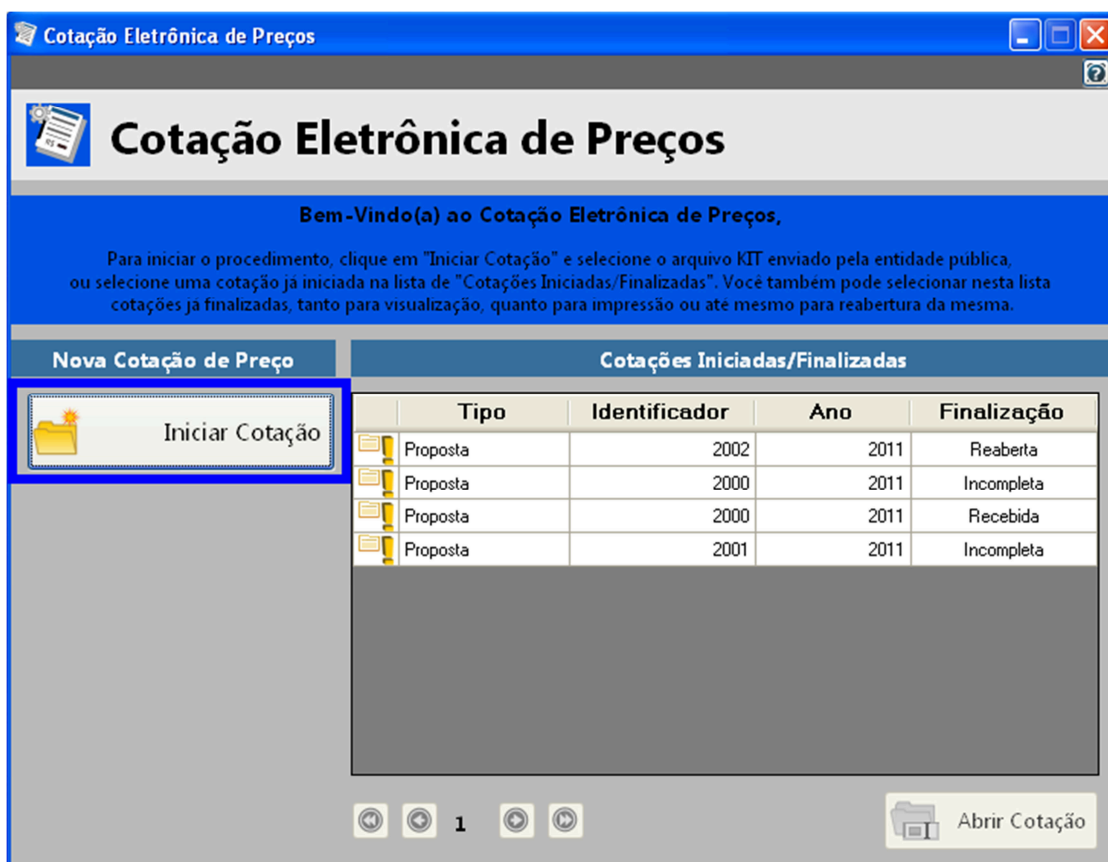 Cotação Eletrônica de Preços
Cotação Eletrônica de Preços
Bem-Vindo(a) ao Cotação Eletrônica de Preços,
Para iniciar o procedimento, clique em "Iniciar Cotação" e selecione o arquivo KIT enviado pela entidade pública,
ou selecione uma cotação já iniciada na lista de "Cotações Iniciadas/Finalizadas". Você também pode selecionar nesta lista
cotações já finalizadas, tanto para visualização, quanto para impressão ou até mesmo para reabertura da mesma.
Nova Cotação de Preço
Iniciar Cotação
Cotações Iniciadas/Finalizadas
Tipo Identificador Ano Finalização
Proposta 2002 2011 Reaberta
Proposta 2000 2011 Incompleta
Proposta 2000 2011 Recebida
Proposta 2001 2011 Incompleta
1
Abrir Cotação